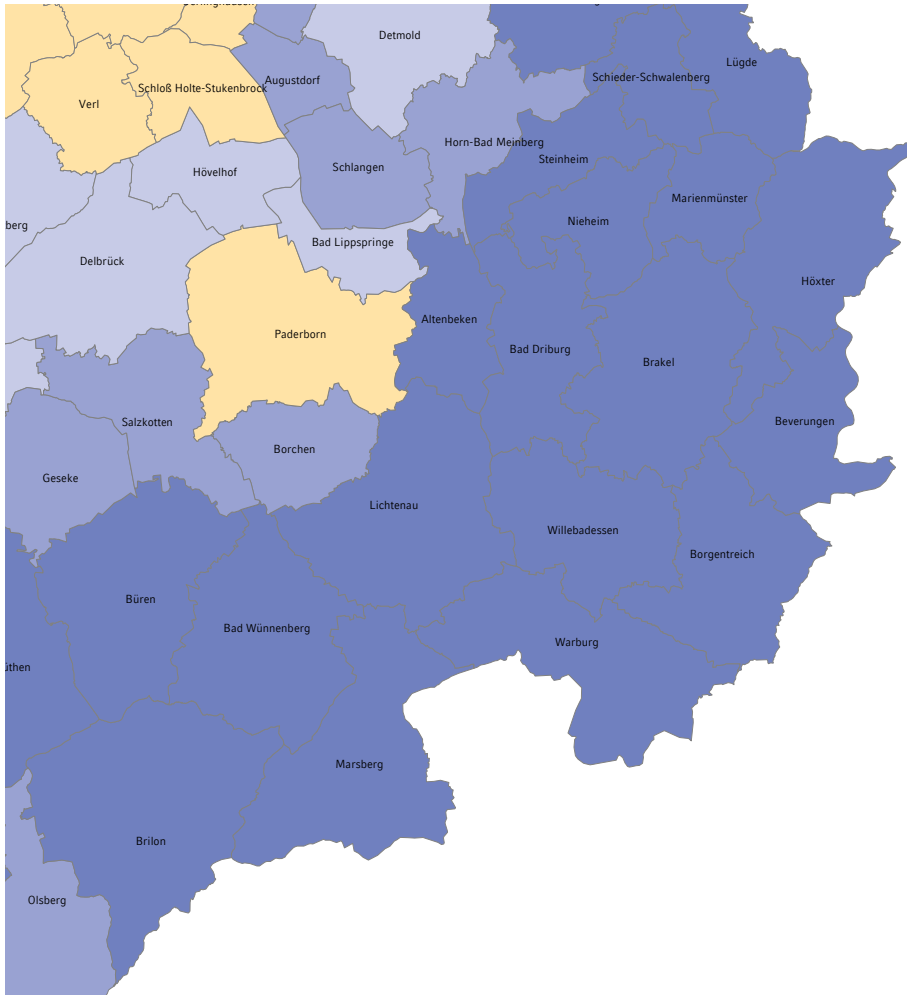 Detmold
Lügde
Schieder-Schwalenberg
Augustdorf
Schloß Holte-Stukenbrock
Verl
Horn-Bad Meinberg
Steinheim
Schlangen
Hövelhof
Marienmünster
Nieheim
berg
Bad Lippspringe
Delbrück
Höxter
Altenbeken
Paderborn
Bad Driburg
Brakel
Salzkotten
Beverungen
Borchen
Geseke
Lichtenau
Willebadessen
Borgentreich
Büren
Bad Wünnenberg
Warburg
üthen
Marsberg
Brilon
Olsberg